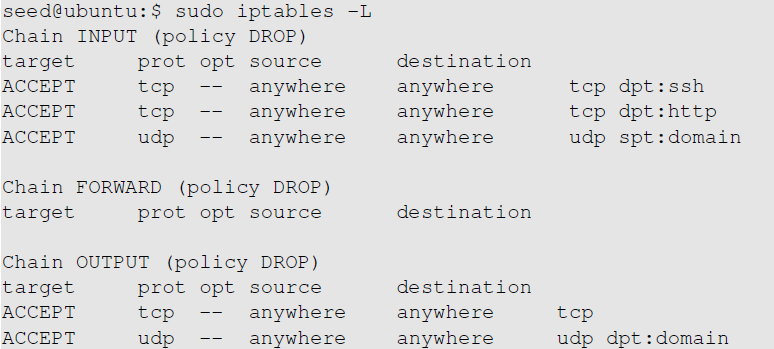 seed@ubuntu:$ sudo iptables -L
Chain INPUT (policy DROP)
target prot opt source destination
ACCEPT tcp -- anywhere anywhere tcp dpt:ssh
ACCEPT tcp -- anywhere anywhere tcp dpt:http
ACCEPT udp -- anywhere anywhere udp spt:domain
Chain FORWARD (policy DROP)
target prot opt source destination
Chain OUTPUT (policy DROP)
target prot opt source destination
ACCEPT tcp -- anywhere anywhere tcp
ACCEPT udp -- anywhere anywhere udp dpt:domain